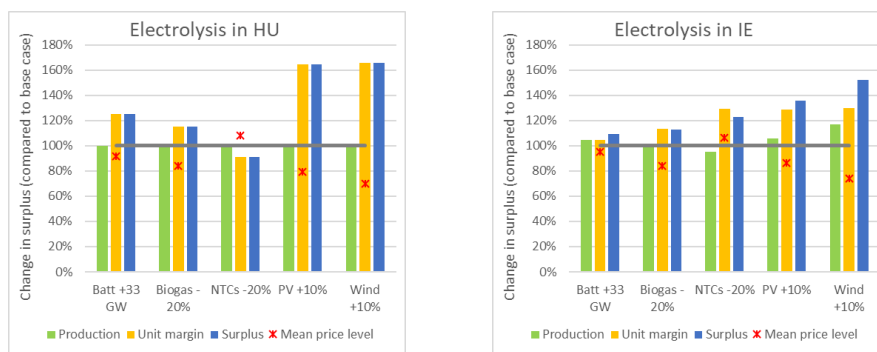 Electrolysis in HU
Change in surplus (compared to base case)
180%
160%
140%
120%
100%
80%
60%
40%
20%
0%
Batt +33 GW
Biogas - 20%
NTCs -20%
PV +10%
Wind +10%
Production
Unit margin
Surplus
Mean price level
Electrolysis in IE
Change in surplus (compared to base case)
180%
160%
140%
120%
100%
80%
60%
40%
20%
0%
Batt +33 GW
Biogas - 20%
NTCs -20%
PV +10%
Wind +10%
Production
Unit margin
Surplus
Mean price level